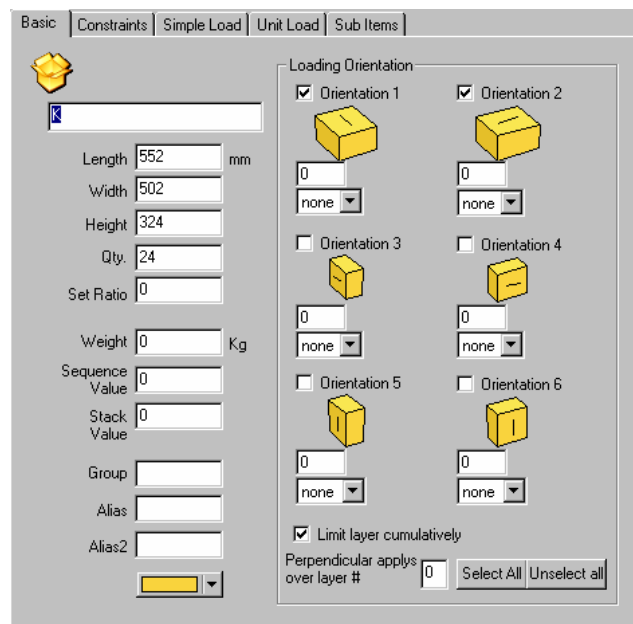 Basic Constraints Simple Load Unit Load Sub Items
K
Length 552 mm
Width 502
Height 324
Qty. 24
Set Ratio 0
Weight 0 Kg
Sequence Value 0
Stack Value 0
Group
Alias
Alias2
Loading Orientation
Orientation 1 Orientation 2
0 0
none none
Orientation 3 Orientation 4
0 0
none none
Orientation 5 Orientation 6
0 0
none none
Limit layer cumulatively
Perpendicular applys
over layer # 0 Select All Unselect all